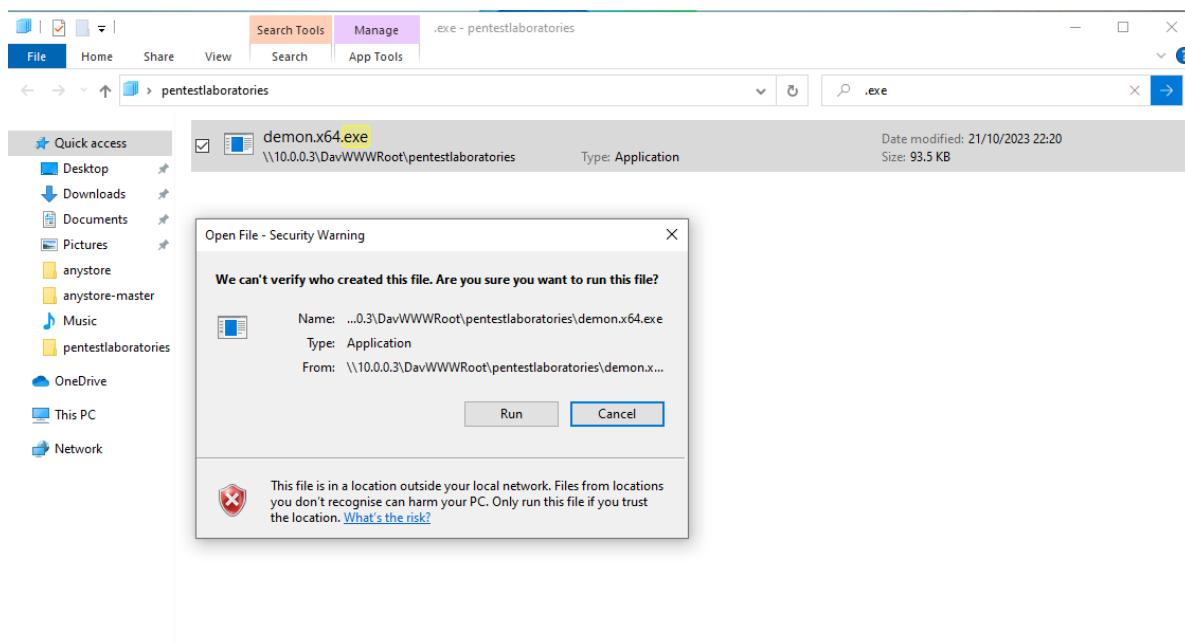 Search Tools Manage .exe - pentestlaboratories
File Home Share View Search App Tools
pentestlaboratories .exe
Quick access
Desktop
Downloads
Documents
Pictures
anystore
anystore-master
Music
pentestlaboratories
OneDrive
This PC
Network
demon.x64.exe Date modified: 21/10/2023 22:20
\\10.0.0.3\DavWWWRoot\pentestlaboratories Type: Application Size: 93.5 KB
Open File - Security Warning
We can't verify who created this file. Are you sure you want to run this file?
Name: ...0.3\DavWWWRoot\pentestlaboratories\demon.x64.exe
Type: Application
From: \\10.0.0.3\DavWWWRoot\pentestlaboratories\demon.x...
Run Cancel
This file is in a location outside your local network. Files from locations
you don't recognise can harm your PC. Only run this file if you trust
the location. What's the risk?